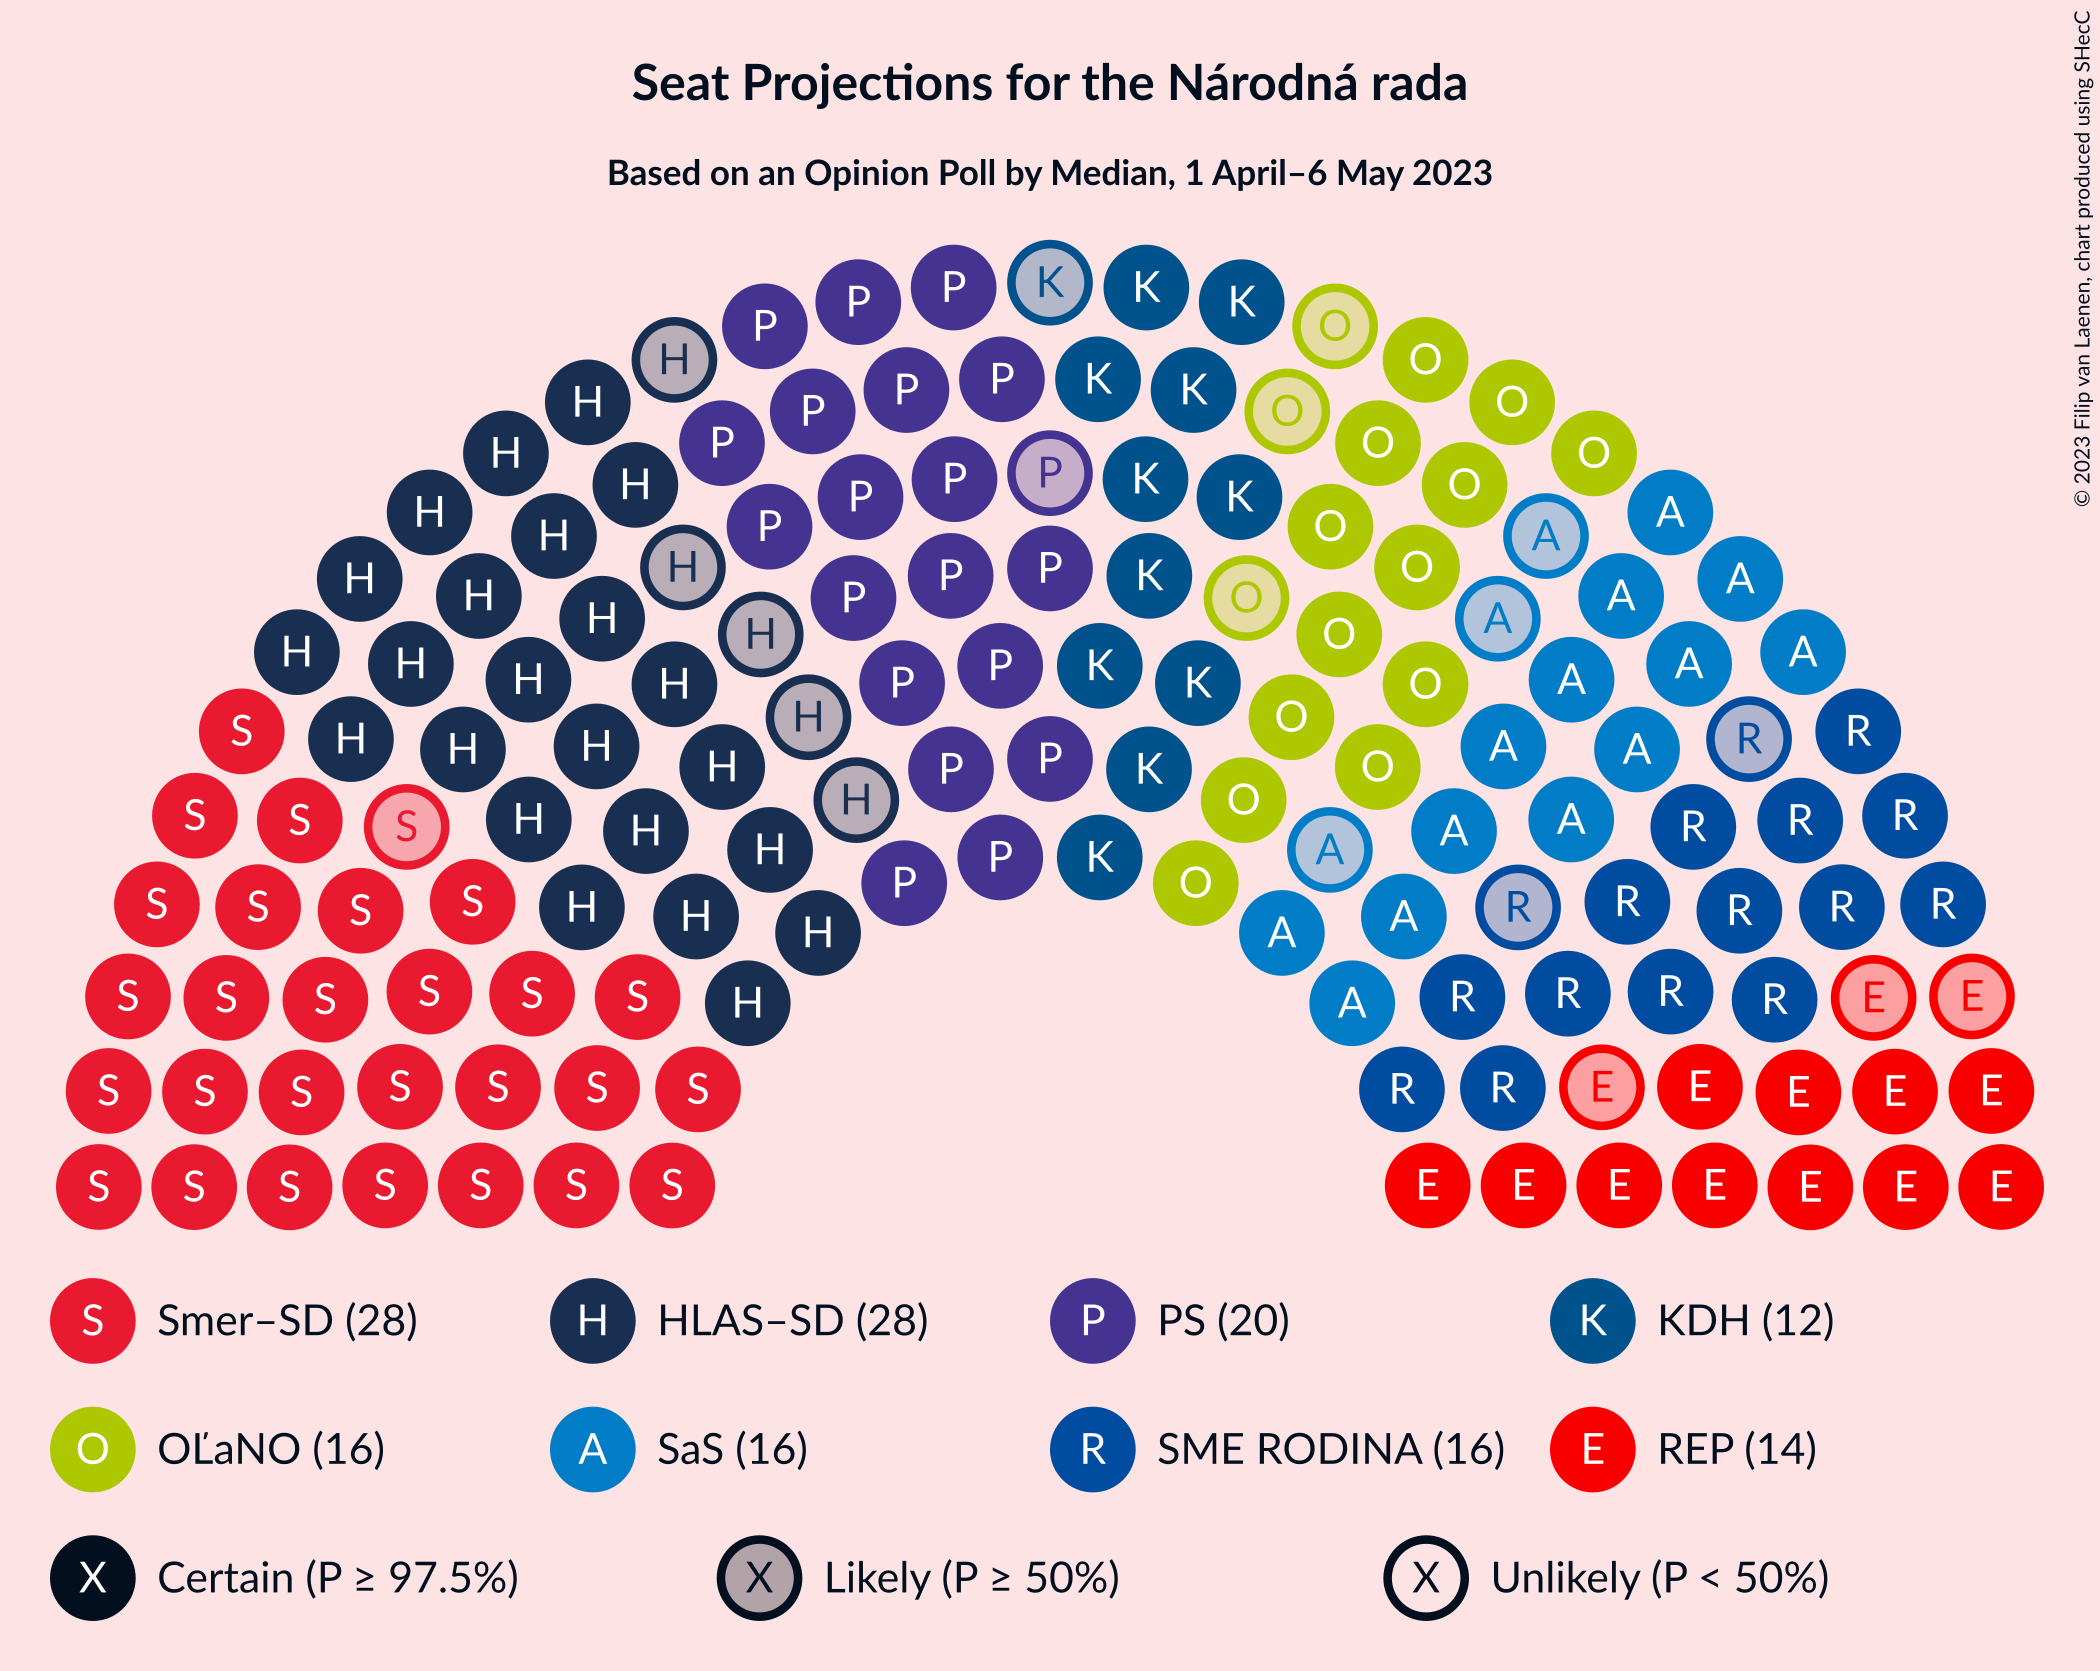 Seat Projections for the Národná rada
Based on an Opinion Poll by Median, 1 April–6 May 2023
© 2023 Filip van Laenen, chart produced using SHecC
K
P K
P K
P O
H P P K O
H P K O
H P O O
H P P K O
H P K O
H P P K O
H H P P K O O A
H P O A
H H P P K O A
H H P P K O A A
H H P O A A
H H P P K O A
H H H P P K O A A A
S H H H P P K O A A R R
S S S H H H H P P K O A A A R R R
S S S S H H H P P K O A A R R R R R
S S S S S S H A R R R R E E
S S S S S S S R R E E E E E
S S S S S S S E E E E E E E
S Smer–SD (28) H HLAS–SD (28) P PS (20) K KDH (12)
O OĽaNO (16) A SaS (16) R SME RODINA (16) E REP (14)
X Certain (P ≥ 97.5%) X Likely (P ≥ 50%) X Unlikely (P < 50%)